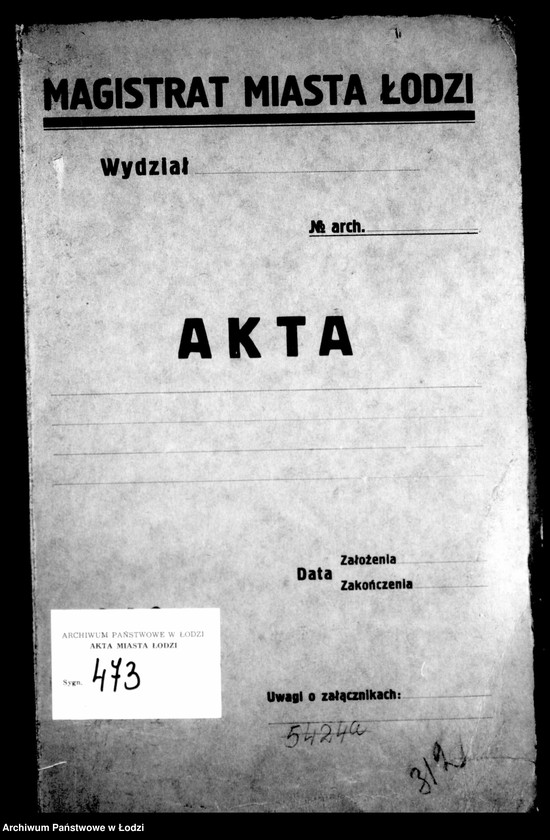 MAGISTRAT MIASTA ŁODZI
Wydział
№ arch.
AKTA
Data Założenia
Zakończenia
ARCHIWUM PAŃSTWOWE W ŁODZI
AKTA MIASTA ŁODZI
Sygn. 473
Uwagi o załącznikach:
5424a
312
Archiwum Państwowe w Łodzi